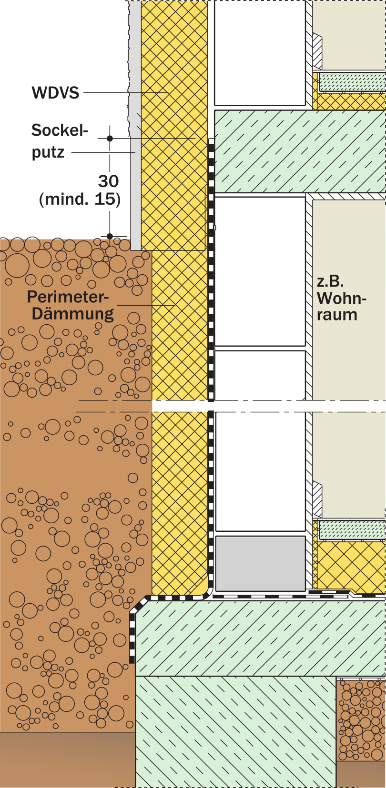 WDVS
Sockel-
putz
30
(mind. 15)
Perimeter-
Dämmung
z.B.
Wohn-
raum